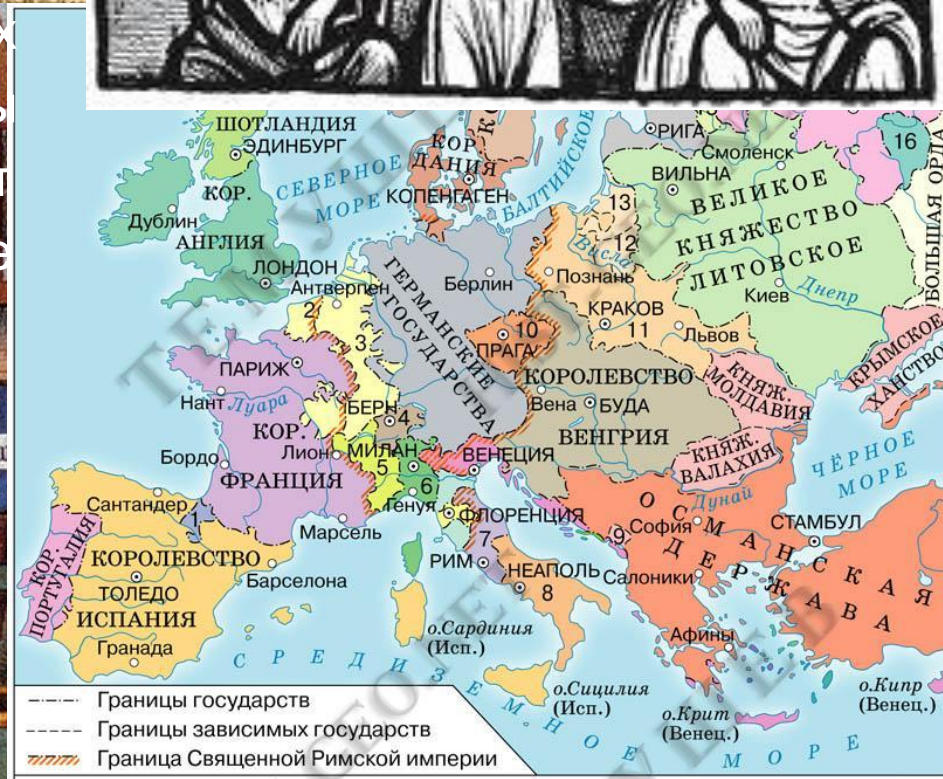 х
ы
э
ШОТЛАНДИЯ
ЭДИНБУРГ
КОР.
АНГЛИЯ
Дублин
ЛОНДОН
СЕВЕРНОЕ
МОРЕ
КОР
ДАНИЯ
КОПЕНГАГЕН
БАЛТИЙСКОЕ
РИГА
Смоленск
16
ВИЛЬНА
ВЕЛИКОЕ
КНЯЖЕСТВО
ЛИТОВСКОЕ
БОЛЬШАЯ ОРДА
13
12
Висла
Познань
Киев
Днепр
Антверпен
2
3
ГЕРМАНСКИЕ
ГОСУДАРСТВА
Берлин
10
ПРАГА
КРАКОВ
11
Львов
КРЫМСКОЕ
ХАНСТВО
ПАРИЖ
Нант
Луара
КОР.
ФРАНЦИЯ
Бордо
Лион
Марсель
БЕРН
4
МИЛАН
5
6
Генуя
ВЕНЕЦИЯ
КОРОЛЕВСТВО
ВЕНГРИЯ
Вена
БУДА
КНЯЖ.
МОЛДАВИЯ
КНЯЖ.
ВАЛАХИЯ
ЧЁРНОЕ
МОРЕ
Дунай
Сантандер
1
КОР.
ПОРТУГАЛИЯ
КОРОЛЕВСТВО
ТОЛЕДО
ИСПАНИЯ
Гранада
Барселона
ФЛОРЕНЦИЯ
7
РИМ
НЕАПОЛЬ
8
9
София
СТАМБУЛ
ОСМАНСКАЯ
ДЕРЖАВА
Салоники
Афины
о.Сардиния
(Исп.)
о.Сицилия
(Исп.)
о.Крит
(Венец.)
о.Кипр
(Венец.)
СРЕДИЗЕМНОЕ МОРЕ
Границы государств
Границы зависимых государств
Граница Священной Римской империи